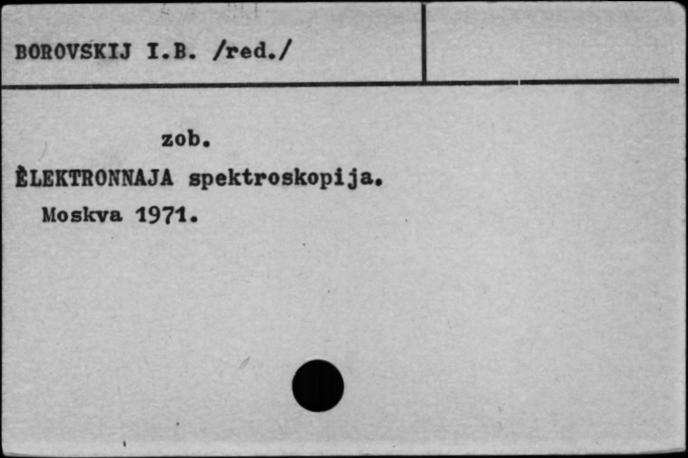 BOROVSKIJ I.B. /red./
zob.
ÈLEKTRONNAJA spektroskopija.
Moskva 1971.